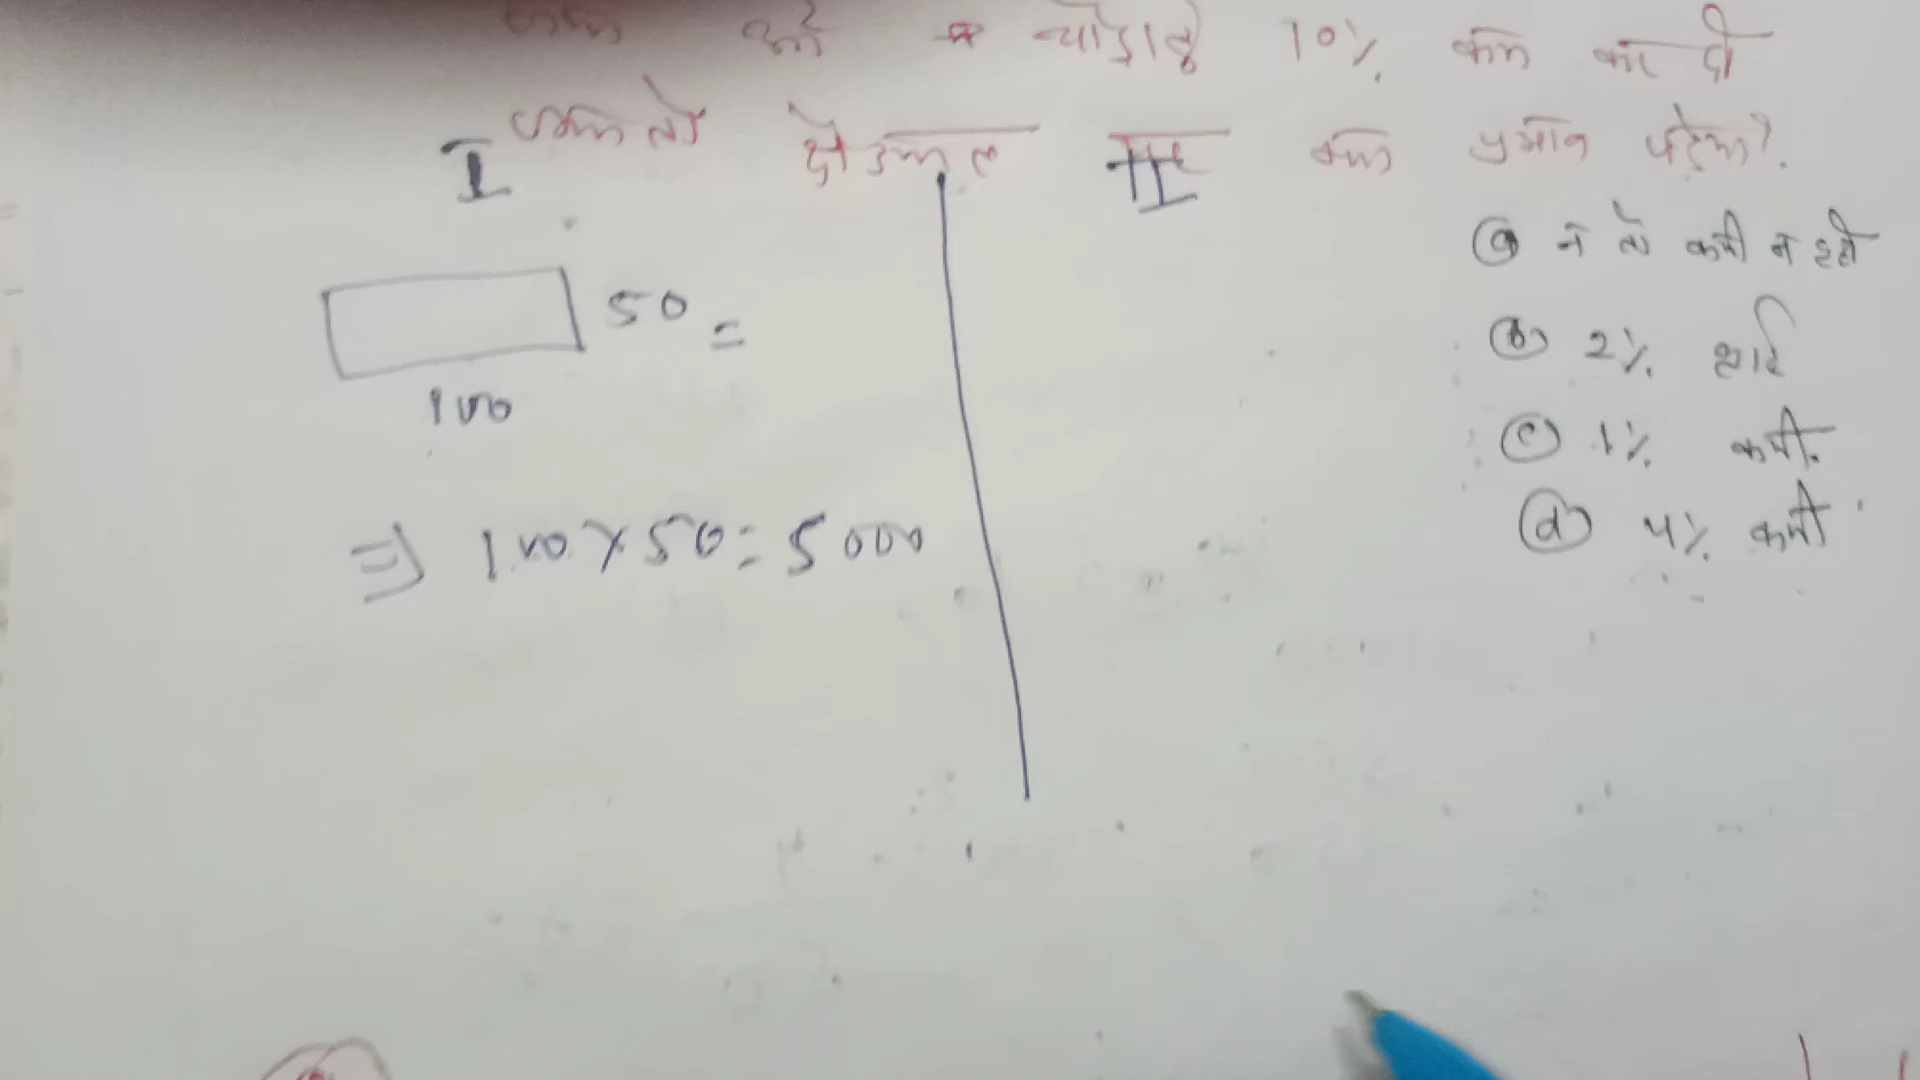 को चौड़ाई 10% कम कर दी
तो क्षेत्रफल पर क्या प्रभाव पड़ेगा?
I
II
50 =
100
⇒ 100 × 50 = 5000
(a) न तो कमी न
(b) 2%
(c) 1% कमी.
(d) 4% कमी